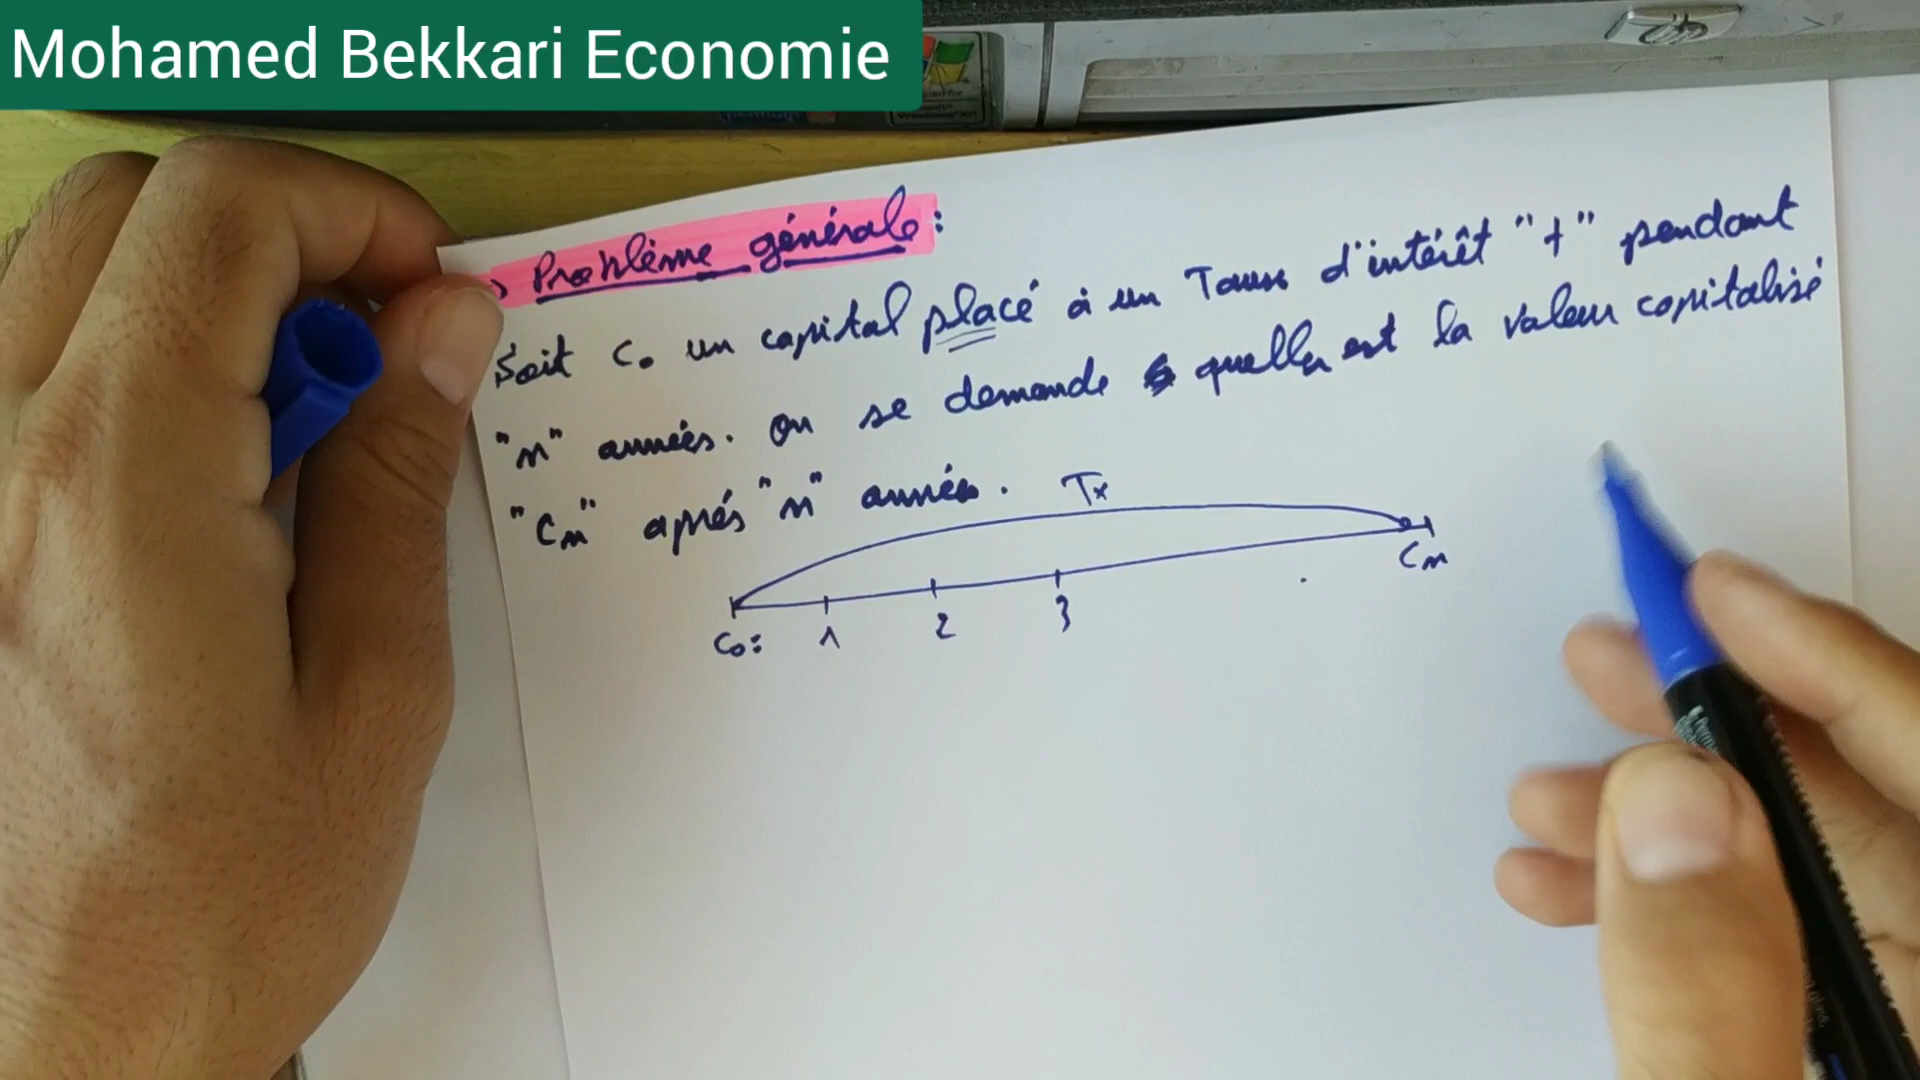 Mohamed Bekkari Economie
Problème générale:
Soit C₀ un capital placé à un Taux d'intérêt "t" pendant
"n" années. On se demande quelle est la valeur capitalisé
"Cn" aprés "n" années.
Tx
Cn
C₀: 1 2 3